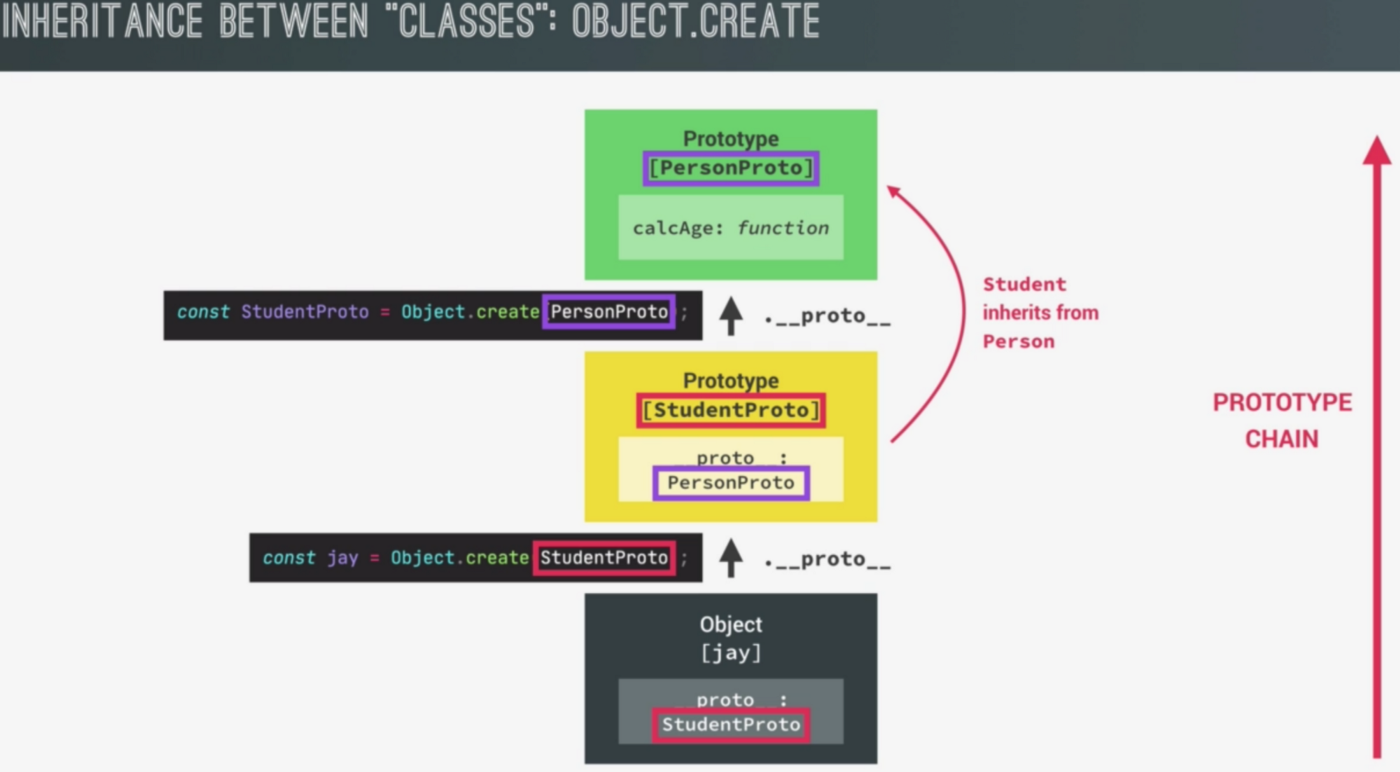 INHERITANCE BETWEEN "CLASSES": OBJECT.CREATE
Prototype
[PersonProto]
calcAge: function
const StudentProto = Object.create PersonProto ;
.__proto__
Student
inherits from
Person
Prototype
[StudentProto]
__proto__:
PersonProto
PROTOTYPE
CHAIN
const jay = Object.create StudentProto ;
.__proto__
Object
[jay]
__proto__:
StudentProto